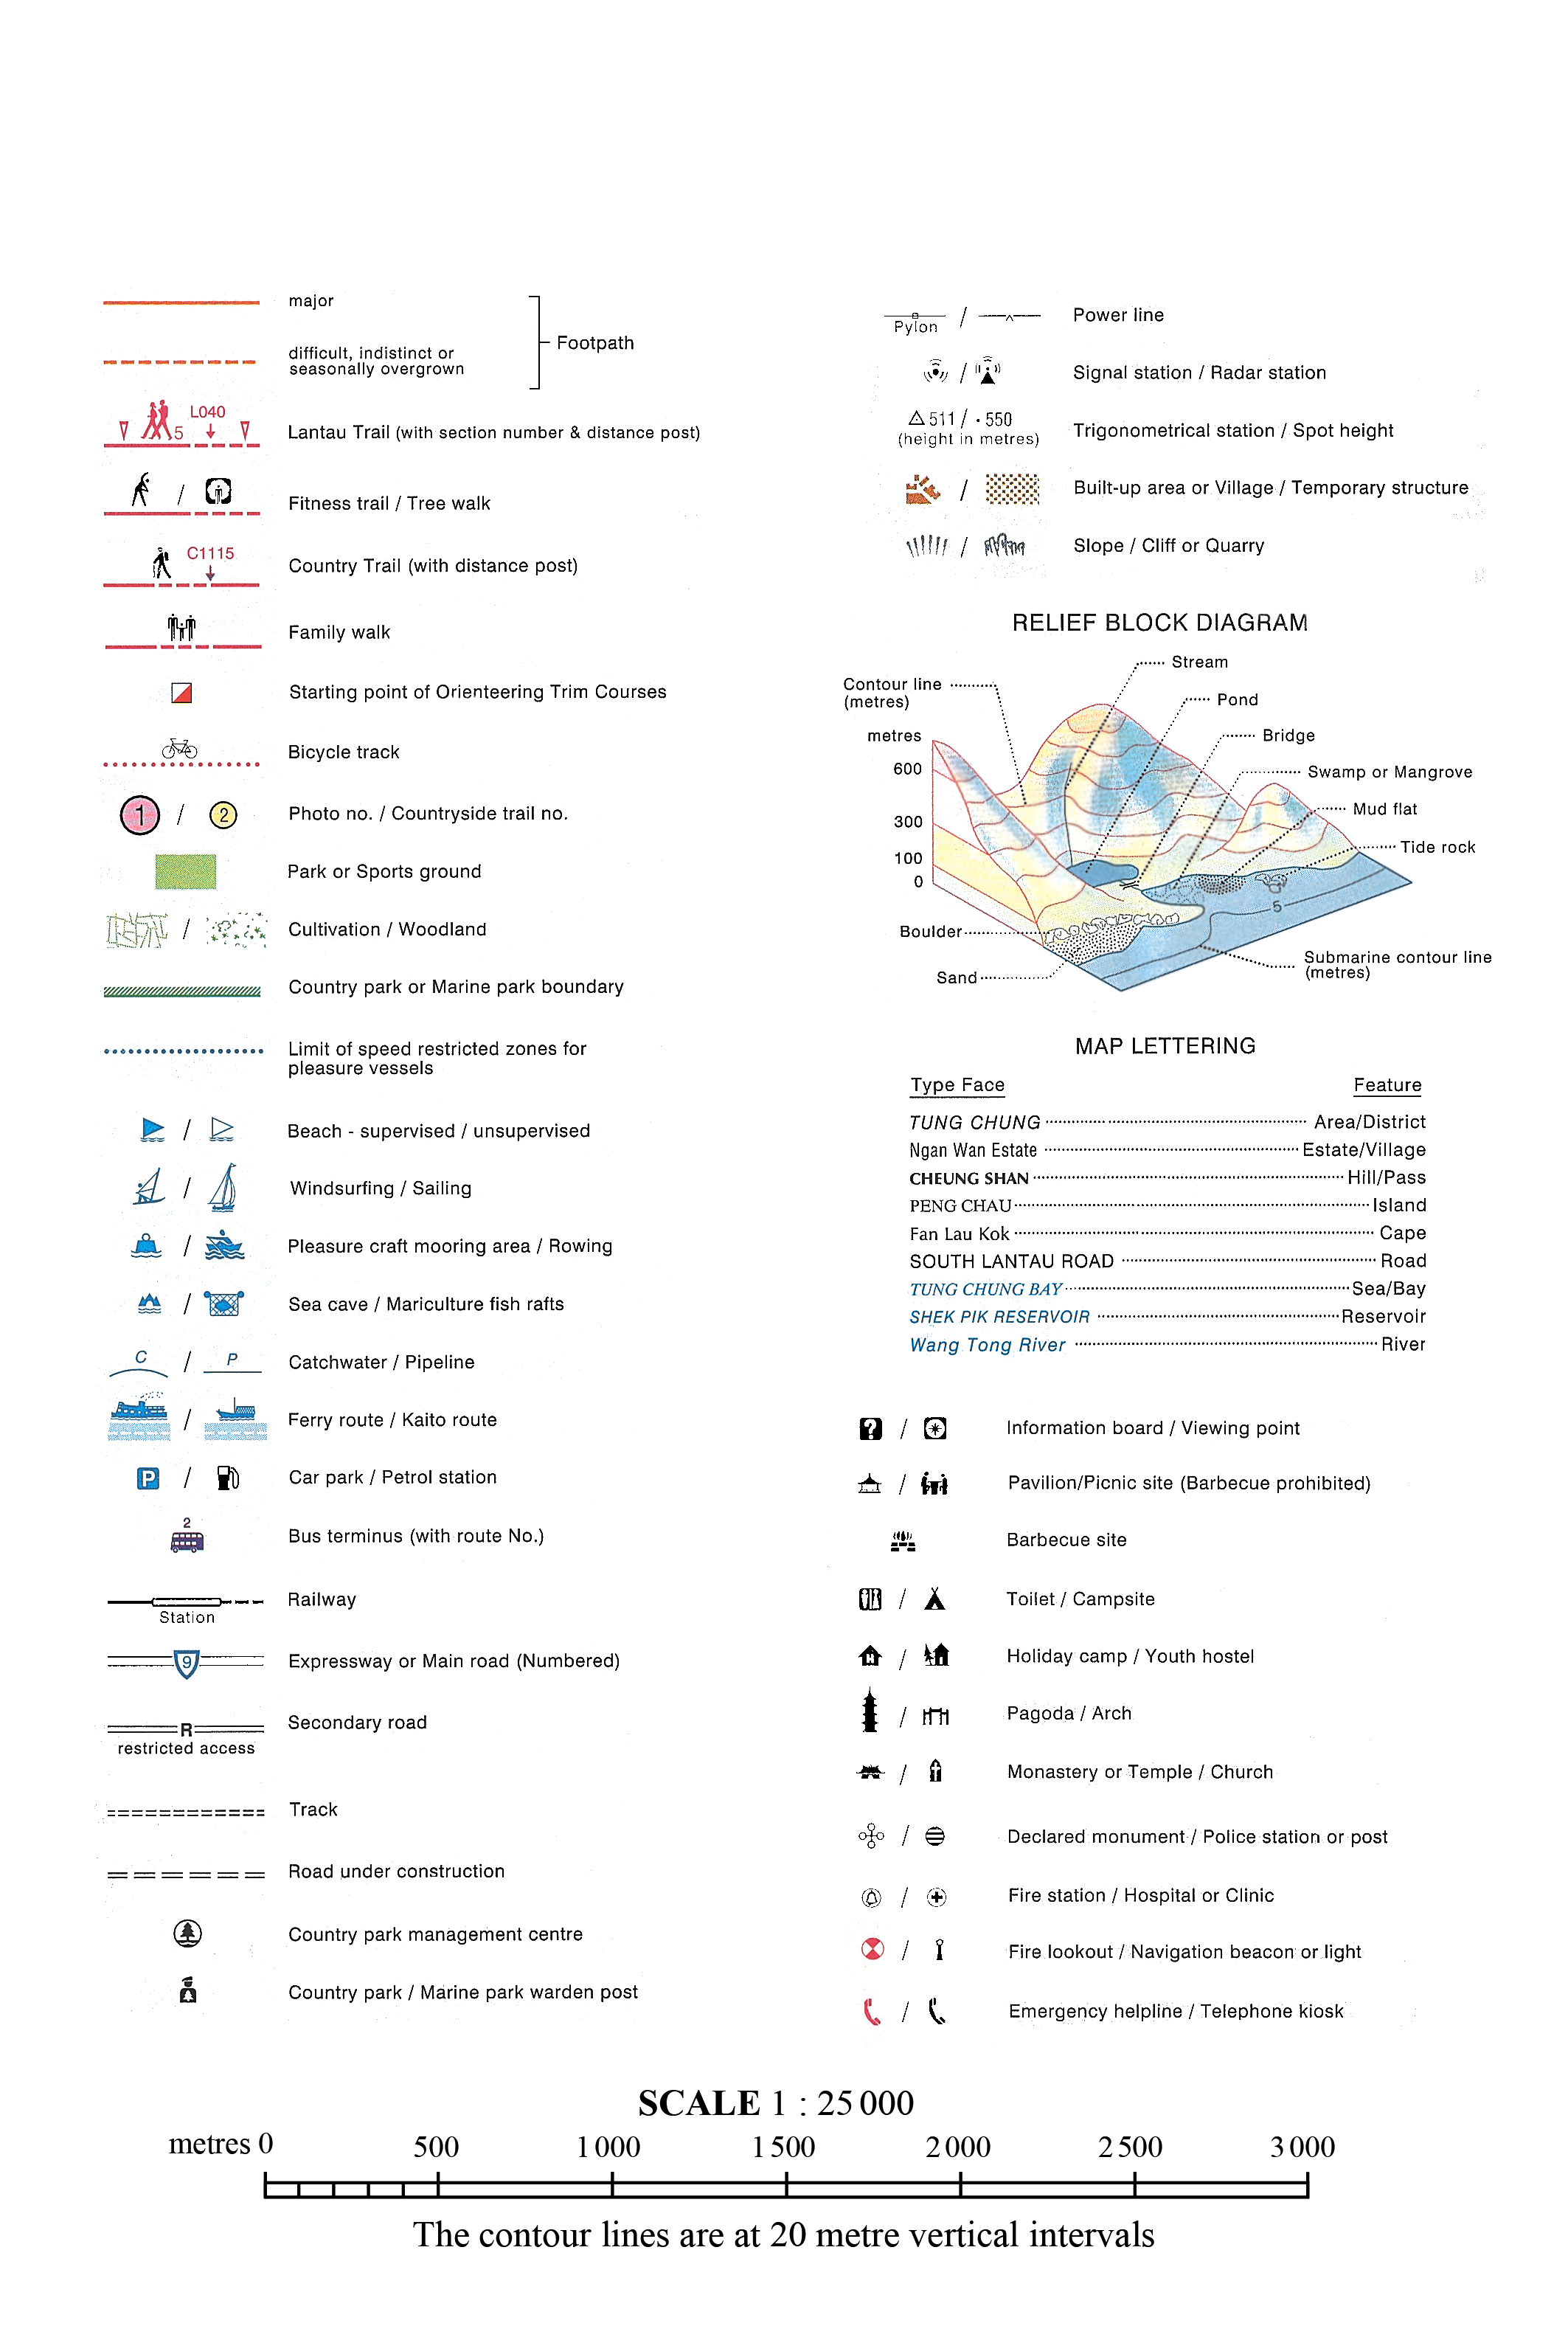 major
difficult, indistinct or
seasonally overgrown
Footpath
L040
5
Lantau Trail (with section number & distance post)
/
Fitness trail / Tree walk
C1115
Country Trail (with distance post)
Family walk
Starting point of Orienteering Trim Courses
Bicycle track
1 / 2
Photo no. / Countryside trail no.
Park or Sports ground
/
Cultivation / Woodland
Country park or Marine park boundary
Limit of speed restricted zones for
pleasure vessels
/
Beach - supervised / unsupervised
/
Windsurfing / Sailing
/
Pleasure craft mooring area / Rowing
/
Sea cave / Mariculture fish rafts
C / P
Catchwater / Pipeline
/
Ferry route / Kaito route
P /
Car park / Petrol station
2
Bus terminus (with route No.)
Station
Railway
9
Expressway or Main road (Numbered)
R
restricted access
Secondary road
Track
Road under construction
Country park management centre
Country park / Marine park warden post
Pylon /
Power line
/
Signal station / Radar station
511 / · 550
(height in metres)
Trigonometrical station / Spot height
/
Built-up area or Village / Temporary structure
/
Slope / Cliff or Quarry
RELIEF BLOCK DIAGRAM
Stream
Contour line
(metres)
Pond
metres
Bridge
600
Swamp or Mangrove
Mud flat
300
Tide rock
100
0
5
Boulder
Submarine contour line
(metres)
Sand
MAP LETTERING
Type Face Feature
TUNG CHUNG Area/District
Ngan Wan Estate Estate/Village
CHEUNG SHAN Hill/Pass
PENG CHAU Island
Fan Lau Kok Cape
SOUTH LANTAU ROAD Road
TUNG CHUNG BAY Sea/Bay
SHEK PIK RESERVOIR Reservoir
Wang Tong River River
? /
Information board / Viewing point
/
Pavilion/Picnic site (Barbecue prohibited)
Barbecue site
/
Toilet / Campsite
/
Holiday camp / Youth hostel
/
Pagoda / Arch
/
Monastery or Temple / Church
/
Declared monument / Police station or post
/
Fire station / Hospital or Clinic
/
Fire lookout / Navigation beacon or light
/
Emergency helpline / Telephone kiosk
SCALE 1 : 25 000
metres 0 500 1 000 1 500 2 000 2 500 3 000
The contour lines are at 20 metre vertical intervals